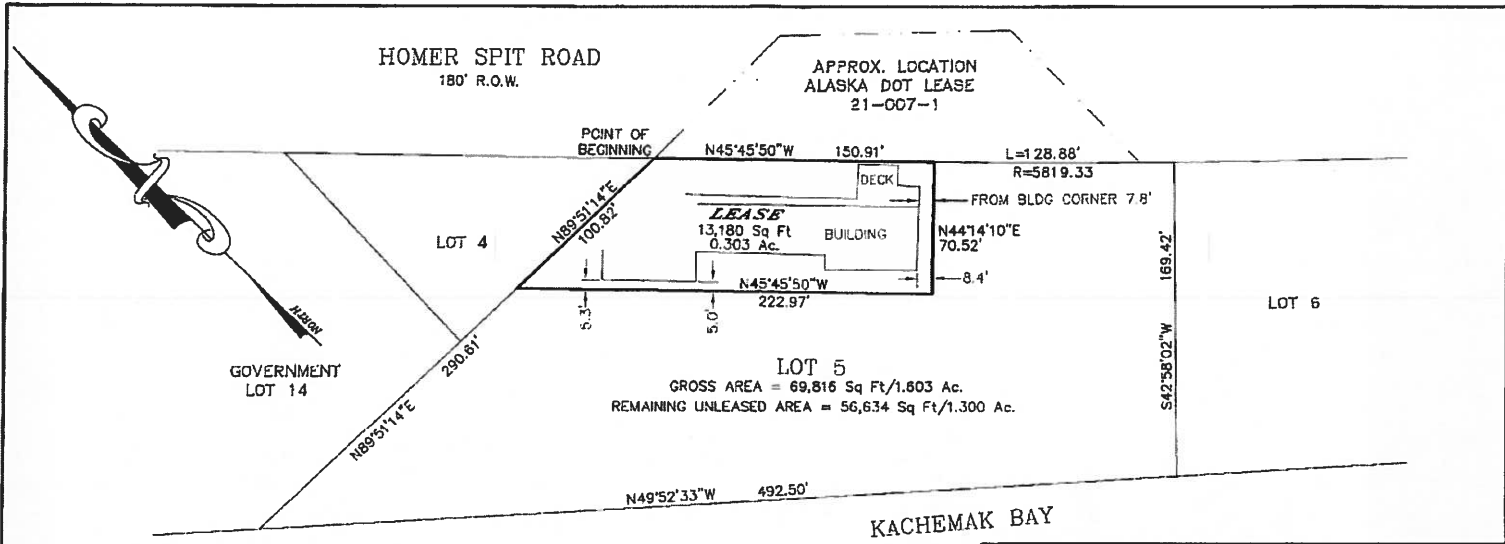 HOMER SPIT ROAD
180' R.O.W.
APPROX. LOCATION
ALASKA DOT LEASE
21-007-1
POINT OF
BEGINNING
N45°45'50"W 150.91'
L=128.88'
R=5819.33
DECK
FROM BLDG CORNER 7.8'
N89°51'14"E
100.82'
LEASE
13,180 Sq Ft
0.303 Ac.
BUILDING
N44°14'10"E
70.52'
LOT 4
169.42'
S42°58'02"W
N45°45'50"W
222.97'
8.4'
5.3'
5.0'
LOT 6
NORTH
GOVERNMENT
LOT 14
290.61'
N89°51'14"E
LOT 5
GROSS AREA = 69,816 Sq Ft/1.603 Ac.
REMAINING UNLEASED AREA = 56,634 Sq Ft/1.300 Ac.
N49°52'33"W 492.50'
KACHEMAK BAY